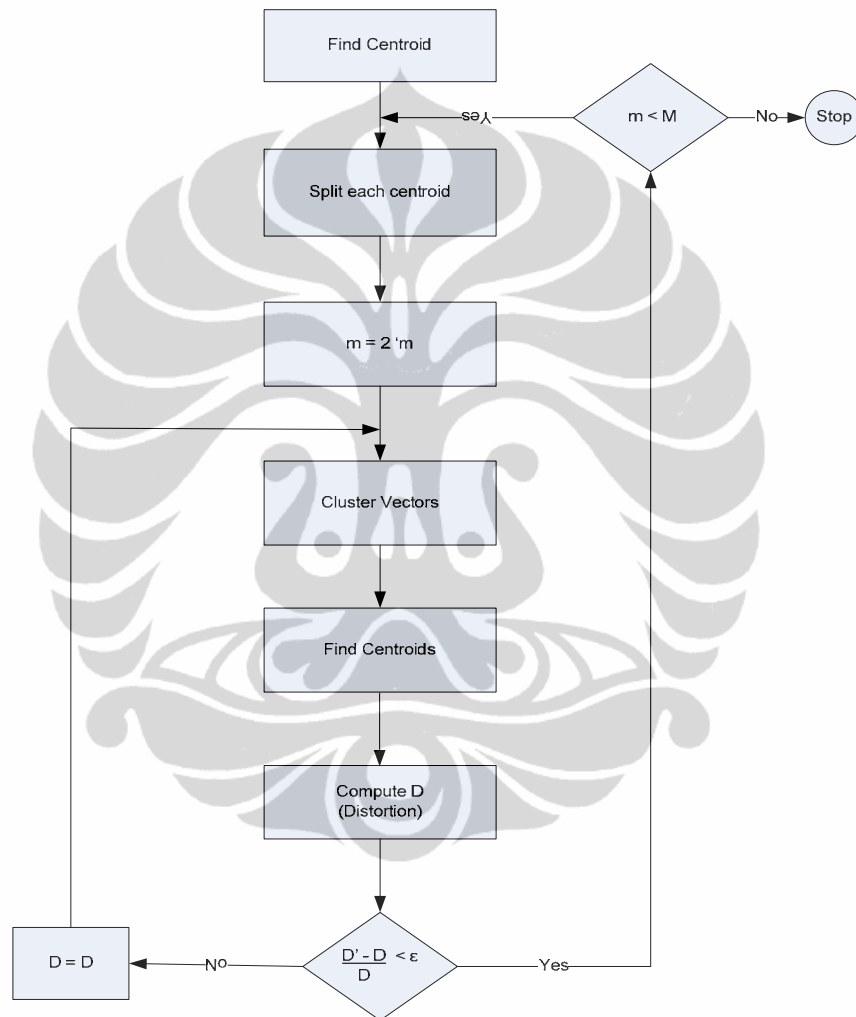 Find Centroid
m < M
No
Stop
Yes
Split each centroid
m = 2 'm
Cluster Vectors
Find Centroids
Compute D
(Distortion)
D' - D
D
< ε
Yes
No
D = D